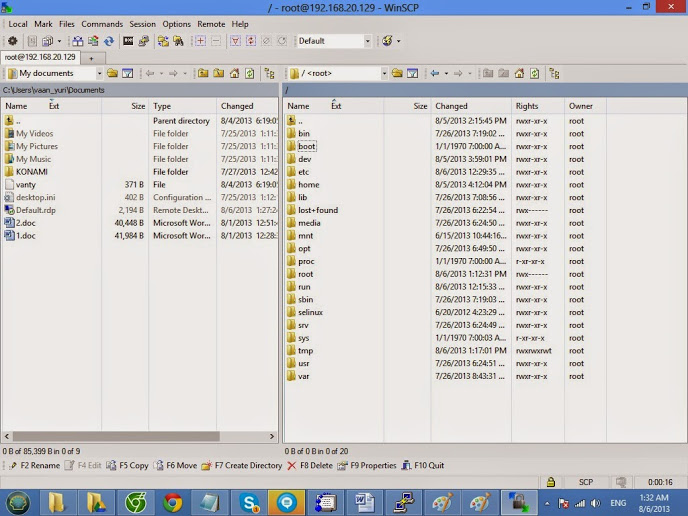 / - root@192.168.20.129 - WinSCP
Local Mark Files Commands Session Options Remote Help
Default
root@192.168.20.129
My documents / <root>
C:\Users\vaan_yuri\Documents /
Name Ext Size Type Changed Name Ext Size Changed Rights Owner
.. Parent directory 8/4/2013 6:19:05 .. 8/5/2013 2:15:45 PM rwxr-xr-x root
My Videos File folder 7/25/2013 1:11: bin 7/26/2013 7:19:02 ... rwxr-xr-x root
My Pictures File folder 7/25/2013 1:11: boot 1/1/1970 7:00:00 A... rwxr-xr-x root
My Music File folder 7/25/2013 1:11: dev 8/5/2013 3:59:01 PM rwxr-xr-x root
KONAMI File folder 7/27/2013 12:42 etc 8/6/2013 12:29:35 ... rwxr-xr-x root
vanty 371 B File 8/4/2013 6:19:05 home 8/5/2013 4:12:04 PM rwxr-xr-x root
desktop.ini 402 B Configuration ... 7/25/2013 1:11: lib 7/26/2013 7:08:56 ... rwxr-xr-x root
Default.rdp 2,194 B Remote Deskt... 8/6/2013 1:27:2 lost+found 7/26/2013 6:22:54 ... rwx------ root
2.doc 40,448 B Microsoft Wor... 8/1/2013 12:51: media 7/26/2013 6:24:50 ... rwxr-xr-x root
1.doc 41,984 B Microsoft Wor... 8/1/2013 12:28: mnt 6/15/2013 10:44:16... rwxr-xr-x root
opt 7/26/2013 6:49:50 ... rwxr-xr-x root
proc 1/1/1970 7:00:00 A... r-xr-xr-x root
root 8/6/2013 1:12:31 PM rwx------ root
run 8/6/2013 12:15:33 ... rwxr-xr-x root
sbin 7/26/2013 7:19:03 ... rwxr-xr-x root
selinux 6/20/2012 4:23:29 ... rwxr-xr-x root
srv 7/26/2013 6:24:49 ... rwxr-xr-x root
sys 1/1/1970 7:00:03 A... r-xr-xr-x root
tmp 8/6/2013 1:17:01 PM rwxrwxrwt root
usr 7/26/2013 6:24:51 ... rwxr-xr-x root
var 7/26/2013 8:43:31 ... rwxr-xr-x root
0 B of 85,399 B in 0 of 9 0 B of 0 B in 0 of 20
F2 Rename F4 Edit F5 Copy F6 Move F7 Create Directory F8 Delete F9 Properties F10 Quit
SCP 0:00:16
ENG 1:32 AM
8/6/2013